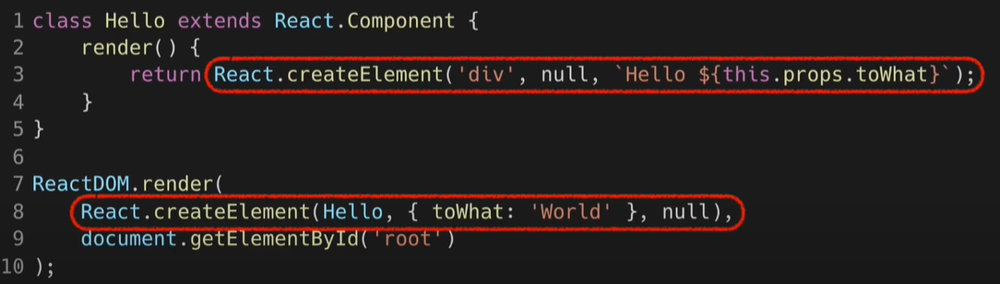 1 class Hello extends React.Component {
2     render() {
3         return React.createElement('div', null, `Hello ${this.props.toWhat}`);
4     }
5 }
6
7 ReactDOM.render(
8     React.createElement(Hello, { toWhat: 'World' }, null),
9     document.getElementById('root')
10 );